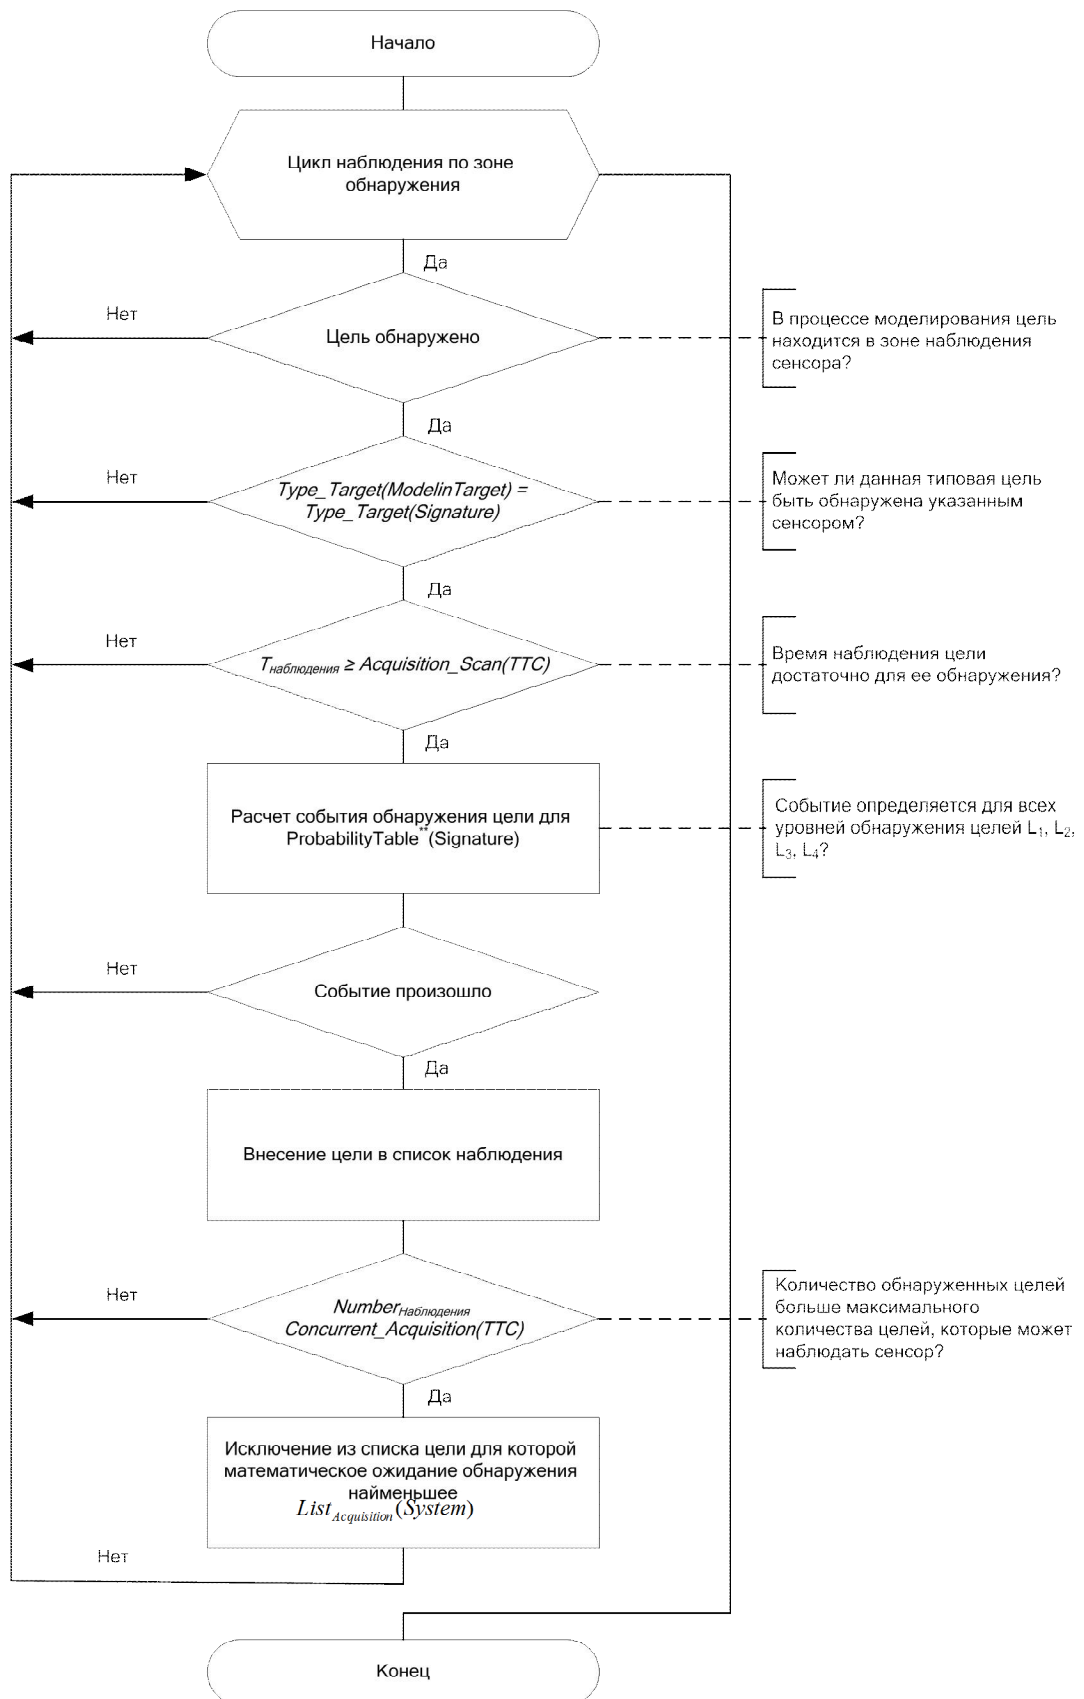 Начало
Цикл наблюдения по зоне
обнаружения
Да
Нет
Цель обнаружено
В процессе моделирования цель
находится в зоне наблюдения
сенсора?
Да
Нет
Type_Target(ModelinTarget) =
Type_Target(Signature)
Может ли данная типовая цель
быть обнаружена указанным
сенсором?
Да
Нет
Tнаблюдения ≥ Acquisition_Scan(TTC)
Время наблюдения цели
достаточно для ее обнаружения?
Да
Расчет события обнаружения цели для
ProbabilityTable**(Signature)
Событие определяется для всех
уровней обнаружения целей L1, L2,
L3, L4?
Нет
Событие произошло
Да
Внесение цели в список наблюдения
Нет
NumberНаблюдения
Concurrent_Acquisition(TTC)
Количество обнаруженных целей
больше максимального
количества целей, которые может
наблюдать сенсор?
Да
Исключение из списка цели для которой
математическое ожидание обнаружения
найменьшее
ListAcquisition(System)
Нет
Конец